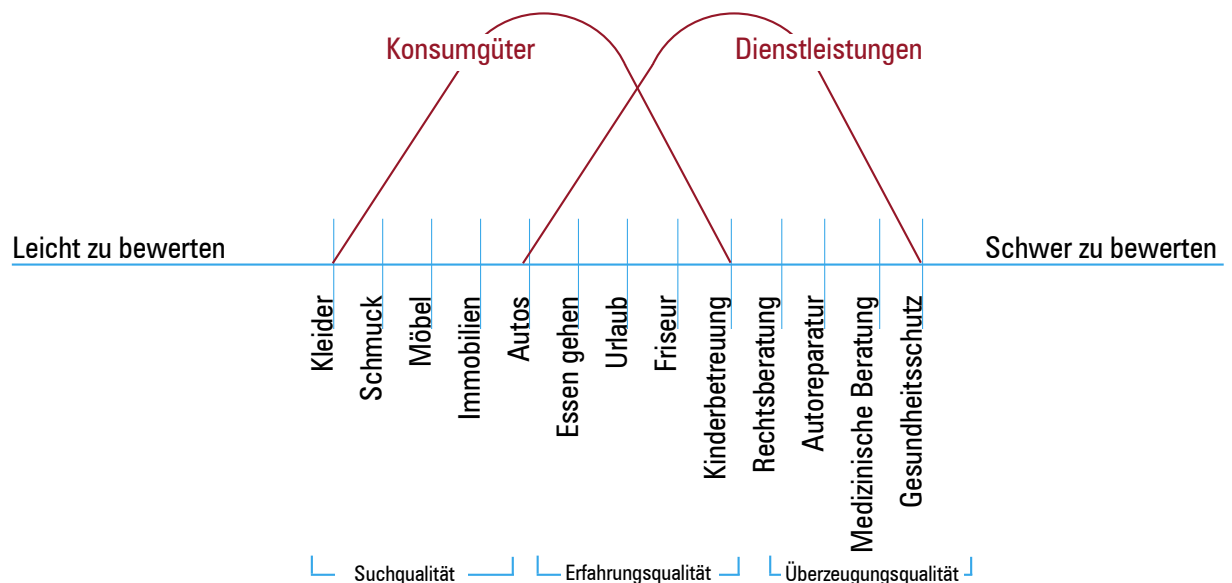 Konsumgüter
Dienstleistungen
Leicht zu bewerten
Schwer zu bewerten
Kleider
Schmuck
Möbel
Immobilien
Autos
Essen gehen
Urlaub
Friseur
Kinderbetreuung
Rechtsberatung
Autoreparatur
Medizinische Beratung
Gesundheitsschutz
Suchqualität
Erfahrungsqualität
Überzeugungsqualität